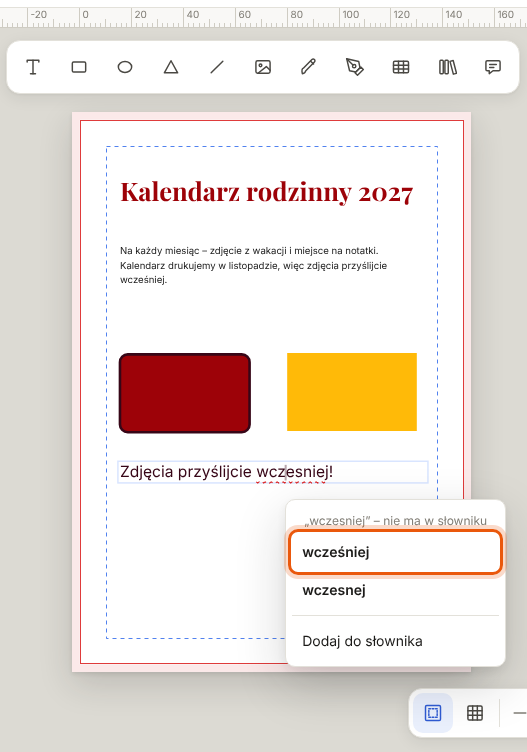 -20 0 20 40 60 80 100 120 140 160
Kalendarz rodzinny 2027
Na każdy miesiąc – zdjęcie z wakacji i miejsce na notatki.
Kalendarz drukujemy w listopadzie, więc zdjęcia przyślijcie
wcześniej.
Zdjęcia przyślijcie wczesniej!
„wczesniej” – nie ma w słowniku
wcześniej
wczesnej
Dodaj do słownika